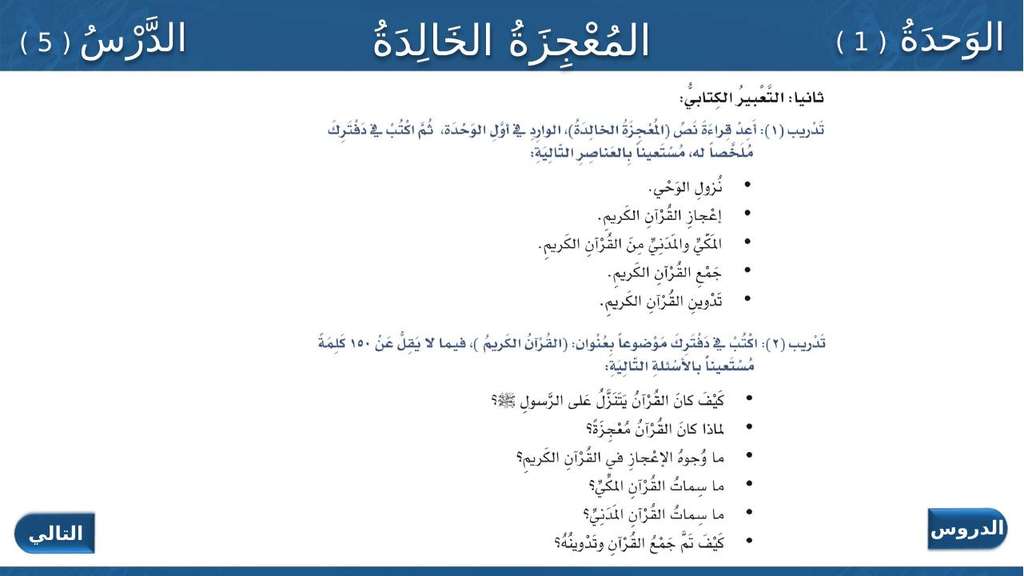 الوَحدَةُ ( 1 )
المُعْجِزَةُ الخَالِدَةُ
الدَّرْسُ ( 5 )
ثانيا: التَّعْبيرُ الكِتابيُّ:
تَدْريب (١): أَعِدْ قِراءَةَ نَصِّ (المُعْجِزَةُ الخالِدَةُ)، الوارِدِ في أوَّلِ الوَحْدَة، ثُمَّ اكْتُبْ في دَفْتَرِكَ
مُلَخَّصاً له، مُسْتَعيناً بِالعَناصِرِ التّالِيَةِ:
• نُزولِ الوَحْيِ.
• إعْجازِ القُرْآنِ الكَريمِ.
• المَكِّيِّ والمَدَنِيِّ مِنَ القُرْآنِ الكَريمِ.
• جَمْعِ القُرْآنِ الكَريمِ.
• تَدْوينِ القُرْآنِ الكَريمِ.
تَدْريب (٢): اكْتُبْ في دَفْتَرِكَ مَوْضوعاً بِعُنْوان: (القُرْآنُ الكَريمُ )، فيما لا يَقِلُّ عَنْ ١٥٠ كَلِمَةً
مُسْتَعيناً بالأسْئلةِ التّالِيَةِ:
• كَيْفَ كانَ القُرْآنُ يَتَنَزَّلُ عَلى الرَّسولِ ﷺ؟
• لماذا كانَ القُرْآنُ مُعْجِزَةً؟
• ما وُجوهُ الإعْجازِ في القُرْآنِ الكَريمِ؟
• ما سِماتُ القُرْآنِ المكِّيِّ؟
• ما سِماتُ القُرْآنِ المَدَنِيِّ؟
• كَيْفَ تَمَّ جَمْعُ القُرْآنِ وتَدْوينُهُ؟
الدروس
التالي